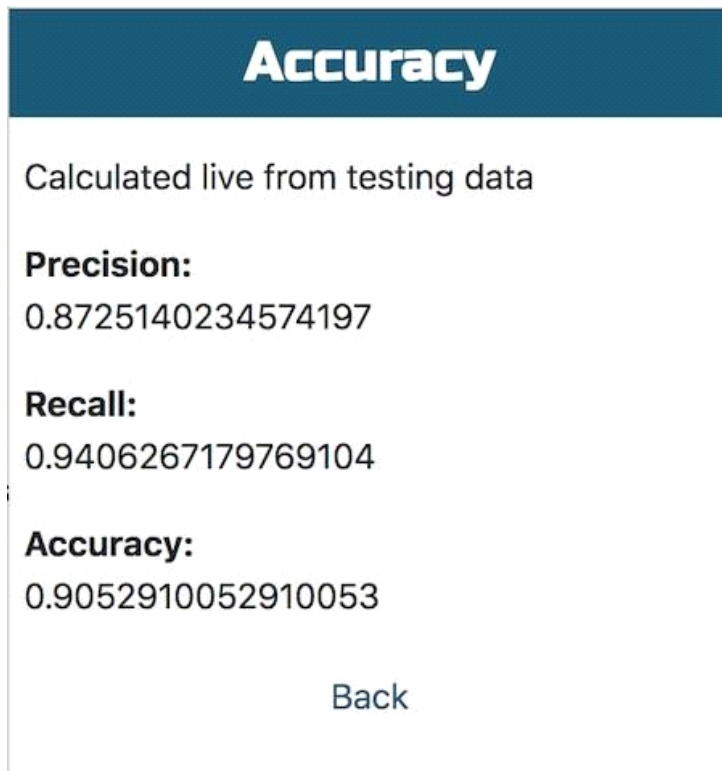 Accuracy
Calculated live from testing data
Precision:
0.8725140234574197
Recall:
0.9406267179769104
Accuracy:
0.9052910052910053
Back